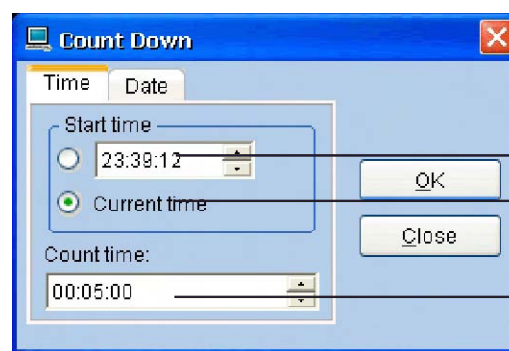 Count Down
Time Date
Start time
23:39:12
Current time
OK
Count time:
Close
00:05:00